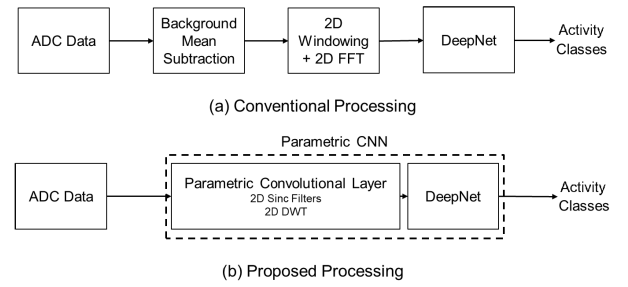 ADC Data
Background
Mean
Subtraction
2D
Windowing
+ 2D FFT
DeepNet
Activity
Classes
(a) Conventional Processing
Parametric CNN
ADC Data
Parametric Convolutional Layer
2D Sinc Filters
2D DWT
DeepNet
Activity
Classes
(b) Proposed Processing